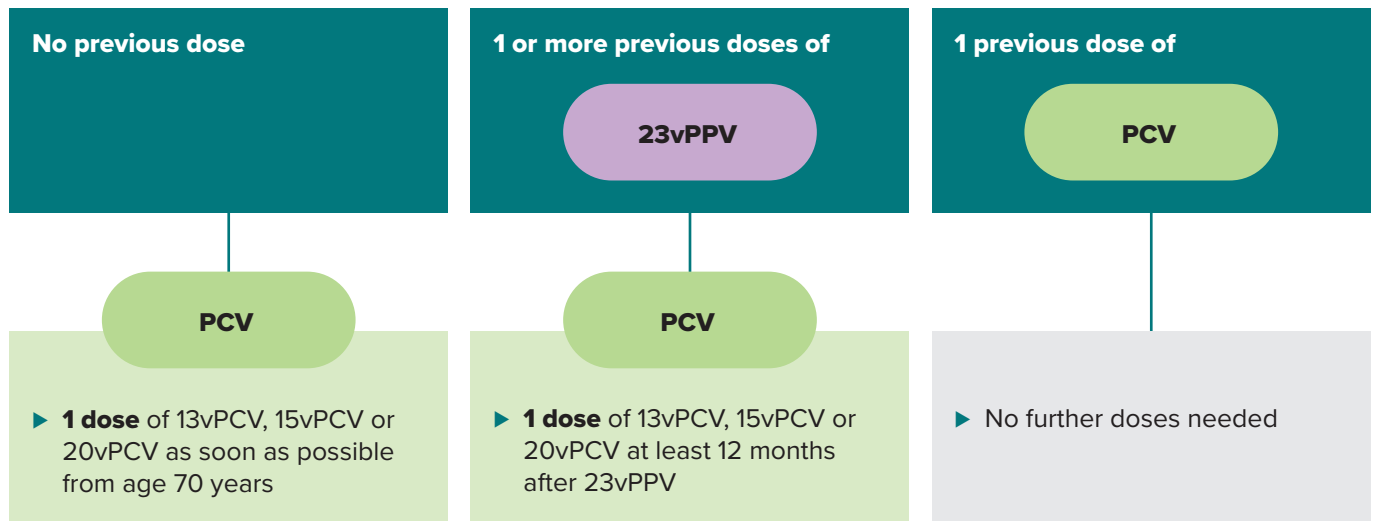 No previous dose
PCV
▶ 1 dose of 13vPCV, 15vPCV or
20vPCV as soon as possible
from age 70 years
1 or more previous doses of
23vPPV
PCV
▶ 1 dose of 13vPCV, 15vPCV or
20vPCV at least 12 months
after 23vPPV
1 previous dose of
PCV
▶ No further doses needed